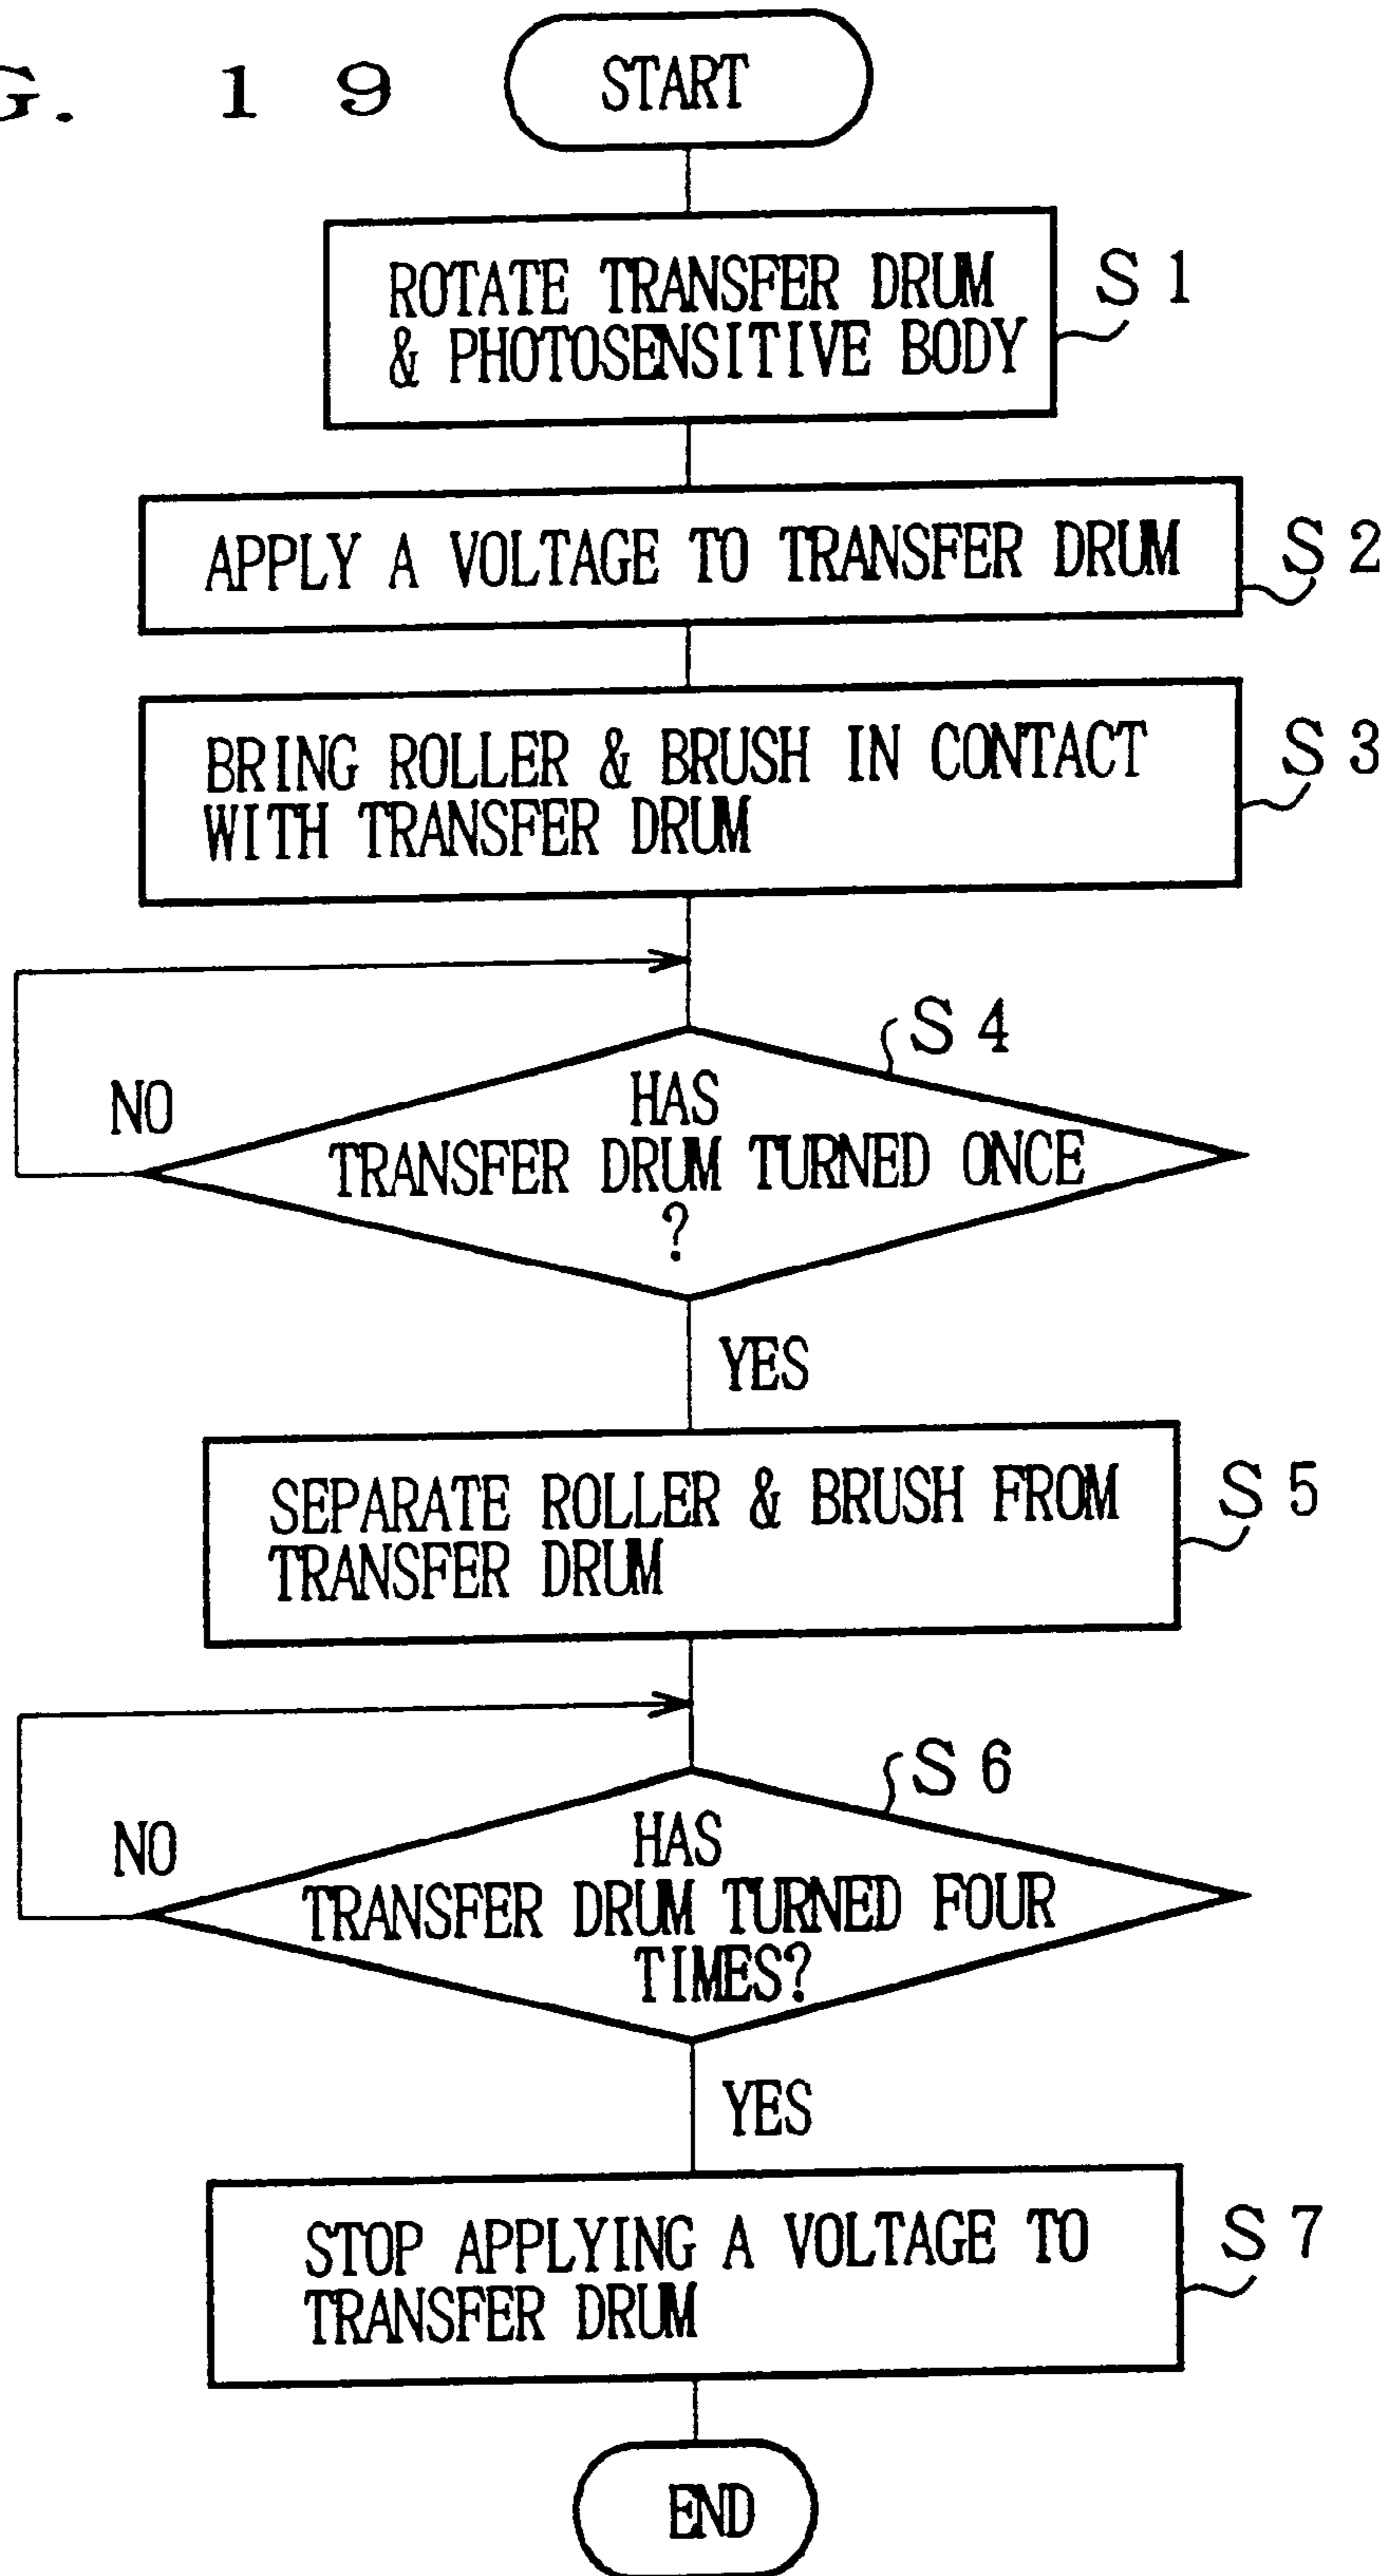 G. 19
START
ROTATE TRANSFER DRUM
& PHOTOSENSITIVE BODY
S1
APPLY A VOLTAGE TO TRANSFER DRUM
S2
BRING ROLLER & BRUSH IN CONTACT
WITH TRANSFER DRUM
S3
S4
NO
HAS
TRANSFER DRUM TURNED ONCE
?
YES
SEPARATE ROLLER & BRUSH FROM
TRANSFER DRUM
S5
S6
NO
HAS
TRANSFER DRUM TURNED FOUR
TIMES?
YES
STOP APPLYING A VOLTAGE TO
TRANSFER DRUM
S7
END